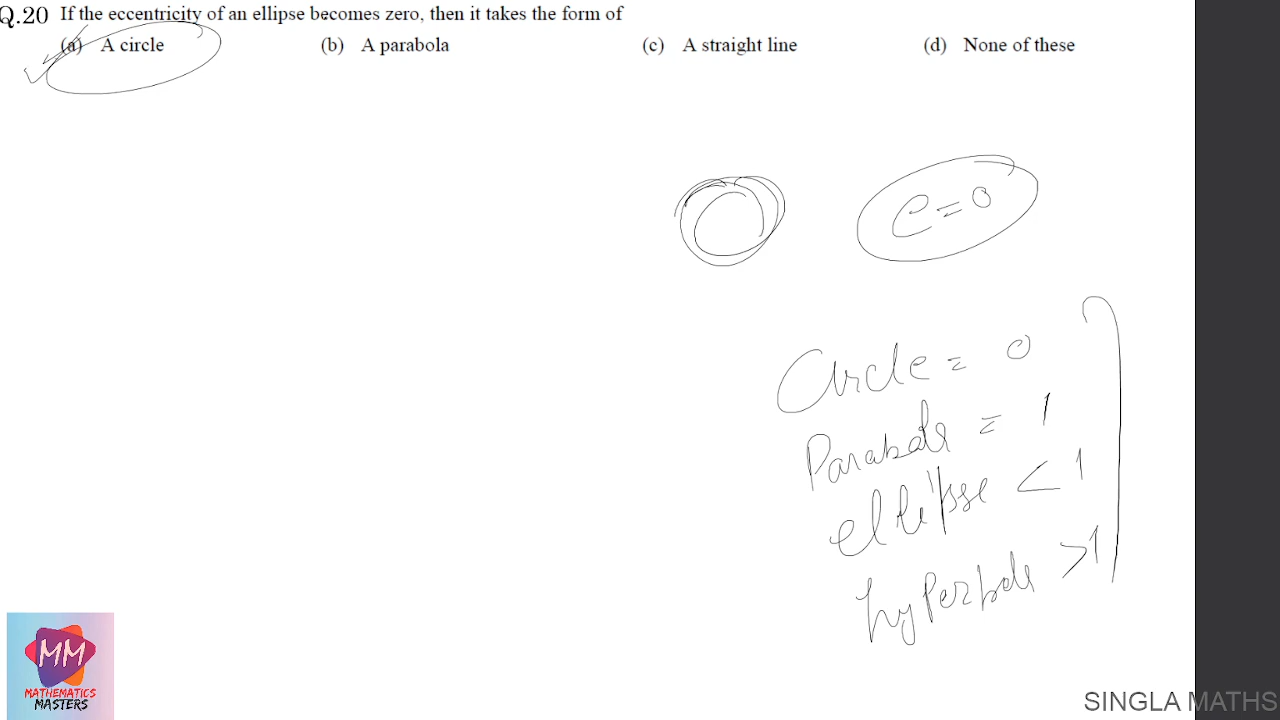 Q.20 If the eccentricity of an ellipse becomes zero, then it takes the form of
(a) A circle (b) A parabola (c) A straight line (d) None of these
e = 0
Circle = 0
Parabola = 1
ellipse < 1
hyperbola > 1
MM
MATHEMATICS
MASTERS
SINGLA MATHS